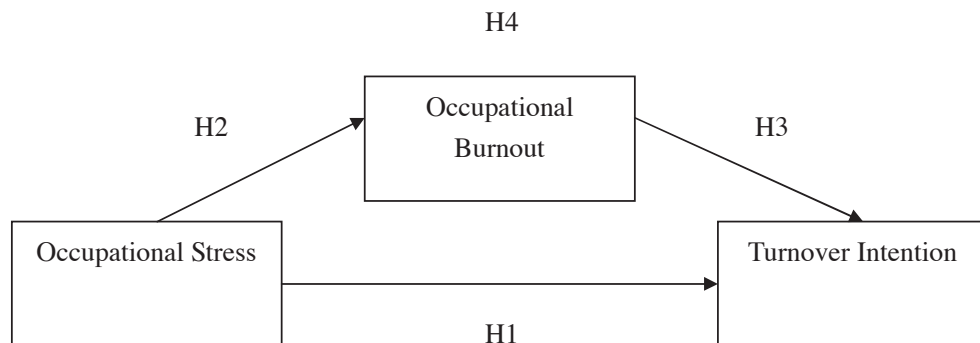 H4
Occupational
Burnout
H2
H3
Occupational Stress
Turnover Intention
H1